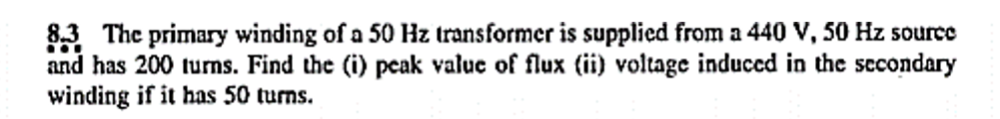 8.3 The primary winding of a 50 Hz transformer is supplied from a 440 V, 50 Hz source
and has 200 turns. Find the (i) peak value of flux (ii) voltage induced in the secondary
winding if it has 50 turns.